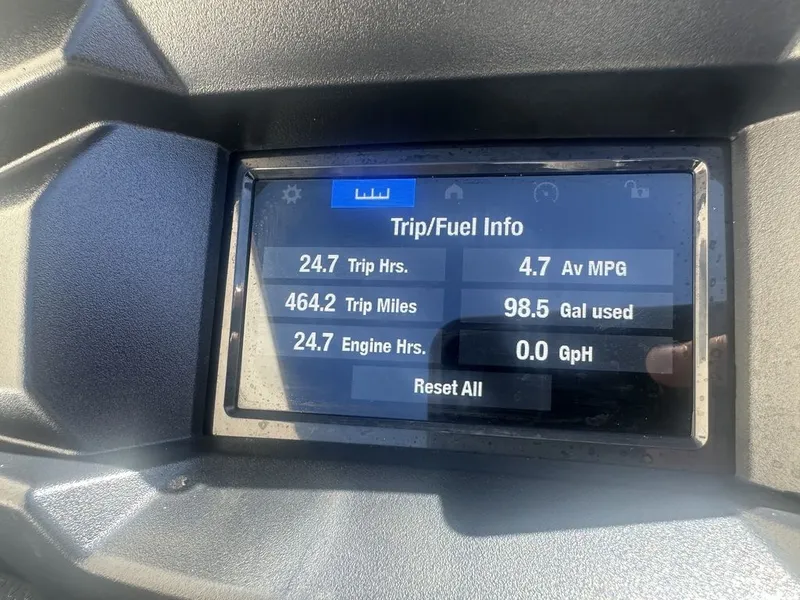 Trip/Fuel Info
24.7 Trip Hrs.
4.7 Av MPG
464.2 Trip Miles
98.5 Gal used
24.7 Engine Hrs.
0.0 GpH
Reset All